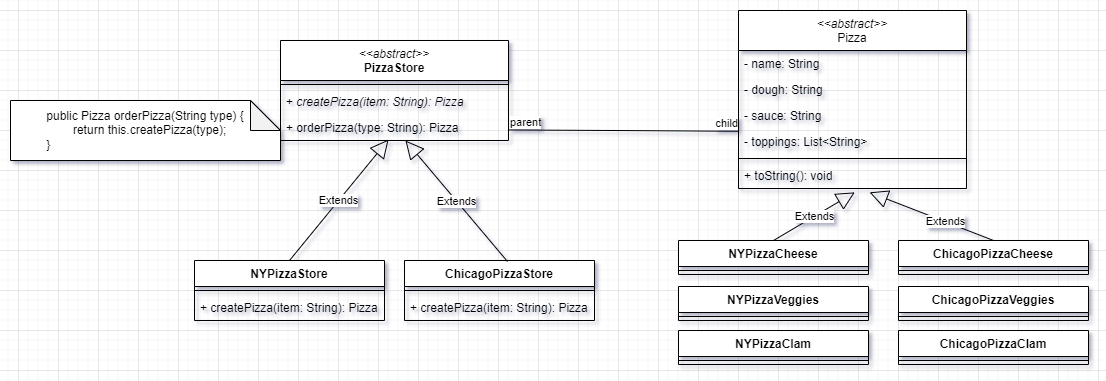 <<abstract>>
PizzaStore
+ createPizza(item: String): Pizza
+ orderPizza(type: String): Pizza
public Pizza orderPizza(String type) {
return this.createPizza(type);
}
parent
child
<<abstract>>
Pizza
- name: String
- dough: String
- sauce: String
- toppings: List<String>
+ toString(): void
Extends
Extends
Extends
Extends
NYPizzaStore
+ createPizza(item: String): Pizza
ChicagoPizzaStore
+ createPizza(item: String): Pizza
NYPizzaCheese
ChicagoPizzaCheese
NYPizzaVeggies
ChicagoPizzaVeggies
NYPizzaClam
ChicagoPizzaClam